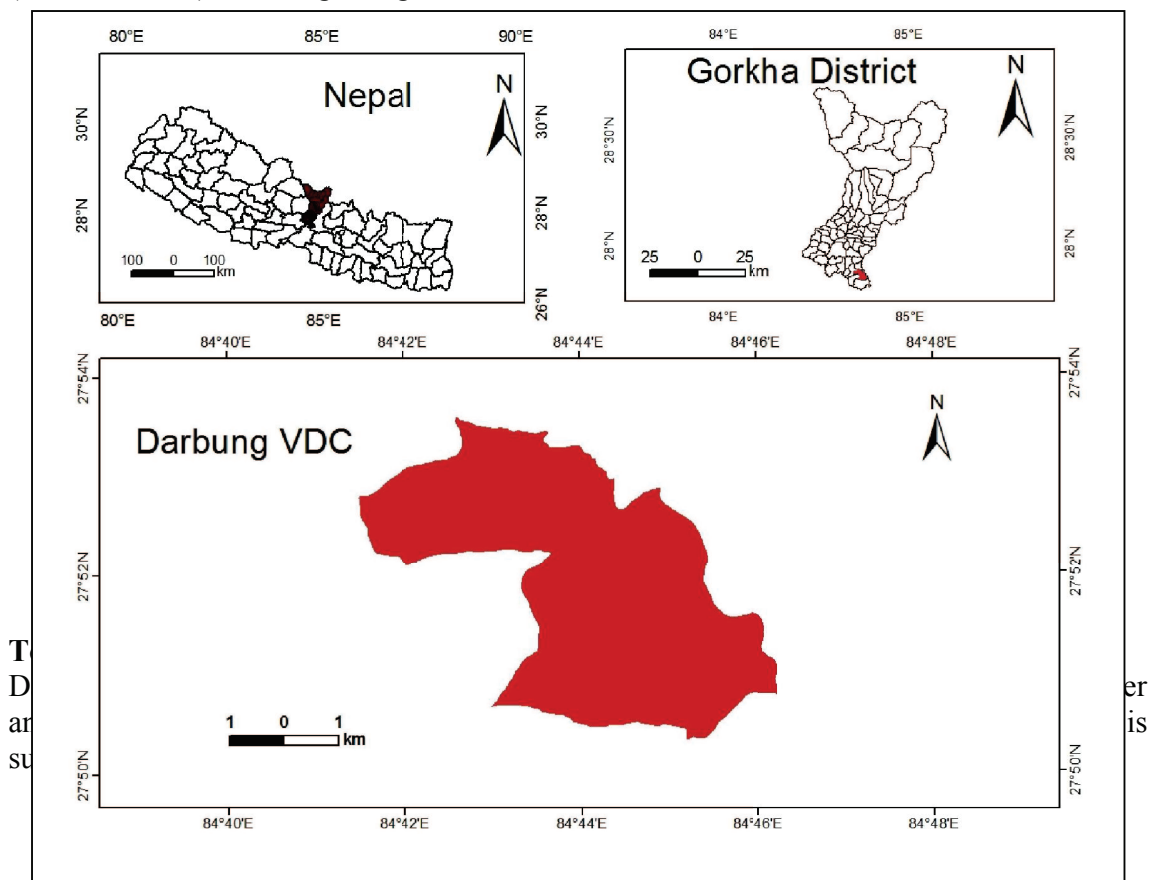 80°E 85°E 90°E
Nepal
N
30°N 30°N
28°N 28°N
26°N
100 0 100
km
80°E 85°E
84°E 85°E
Gorkha District
N
28°30'N 28°30'N
28°N 28°N
25 0 25
km
84°E 85°E
84°40'E 84°42'E 84°44'E 84°46'E 84°48'E
27°54'N 27°54'N
Darbung VDC
N
27°52'N 27°52'N
1 0 1
km
27°50'N 27°50'N
84°40'E 84°42'E 84°44'E 84°46'E 84°48'E